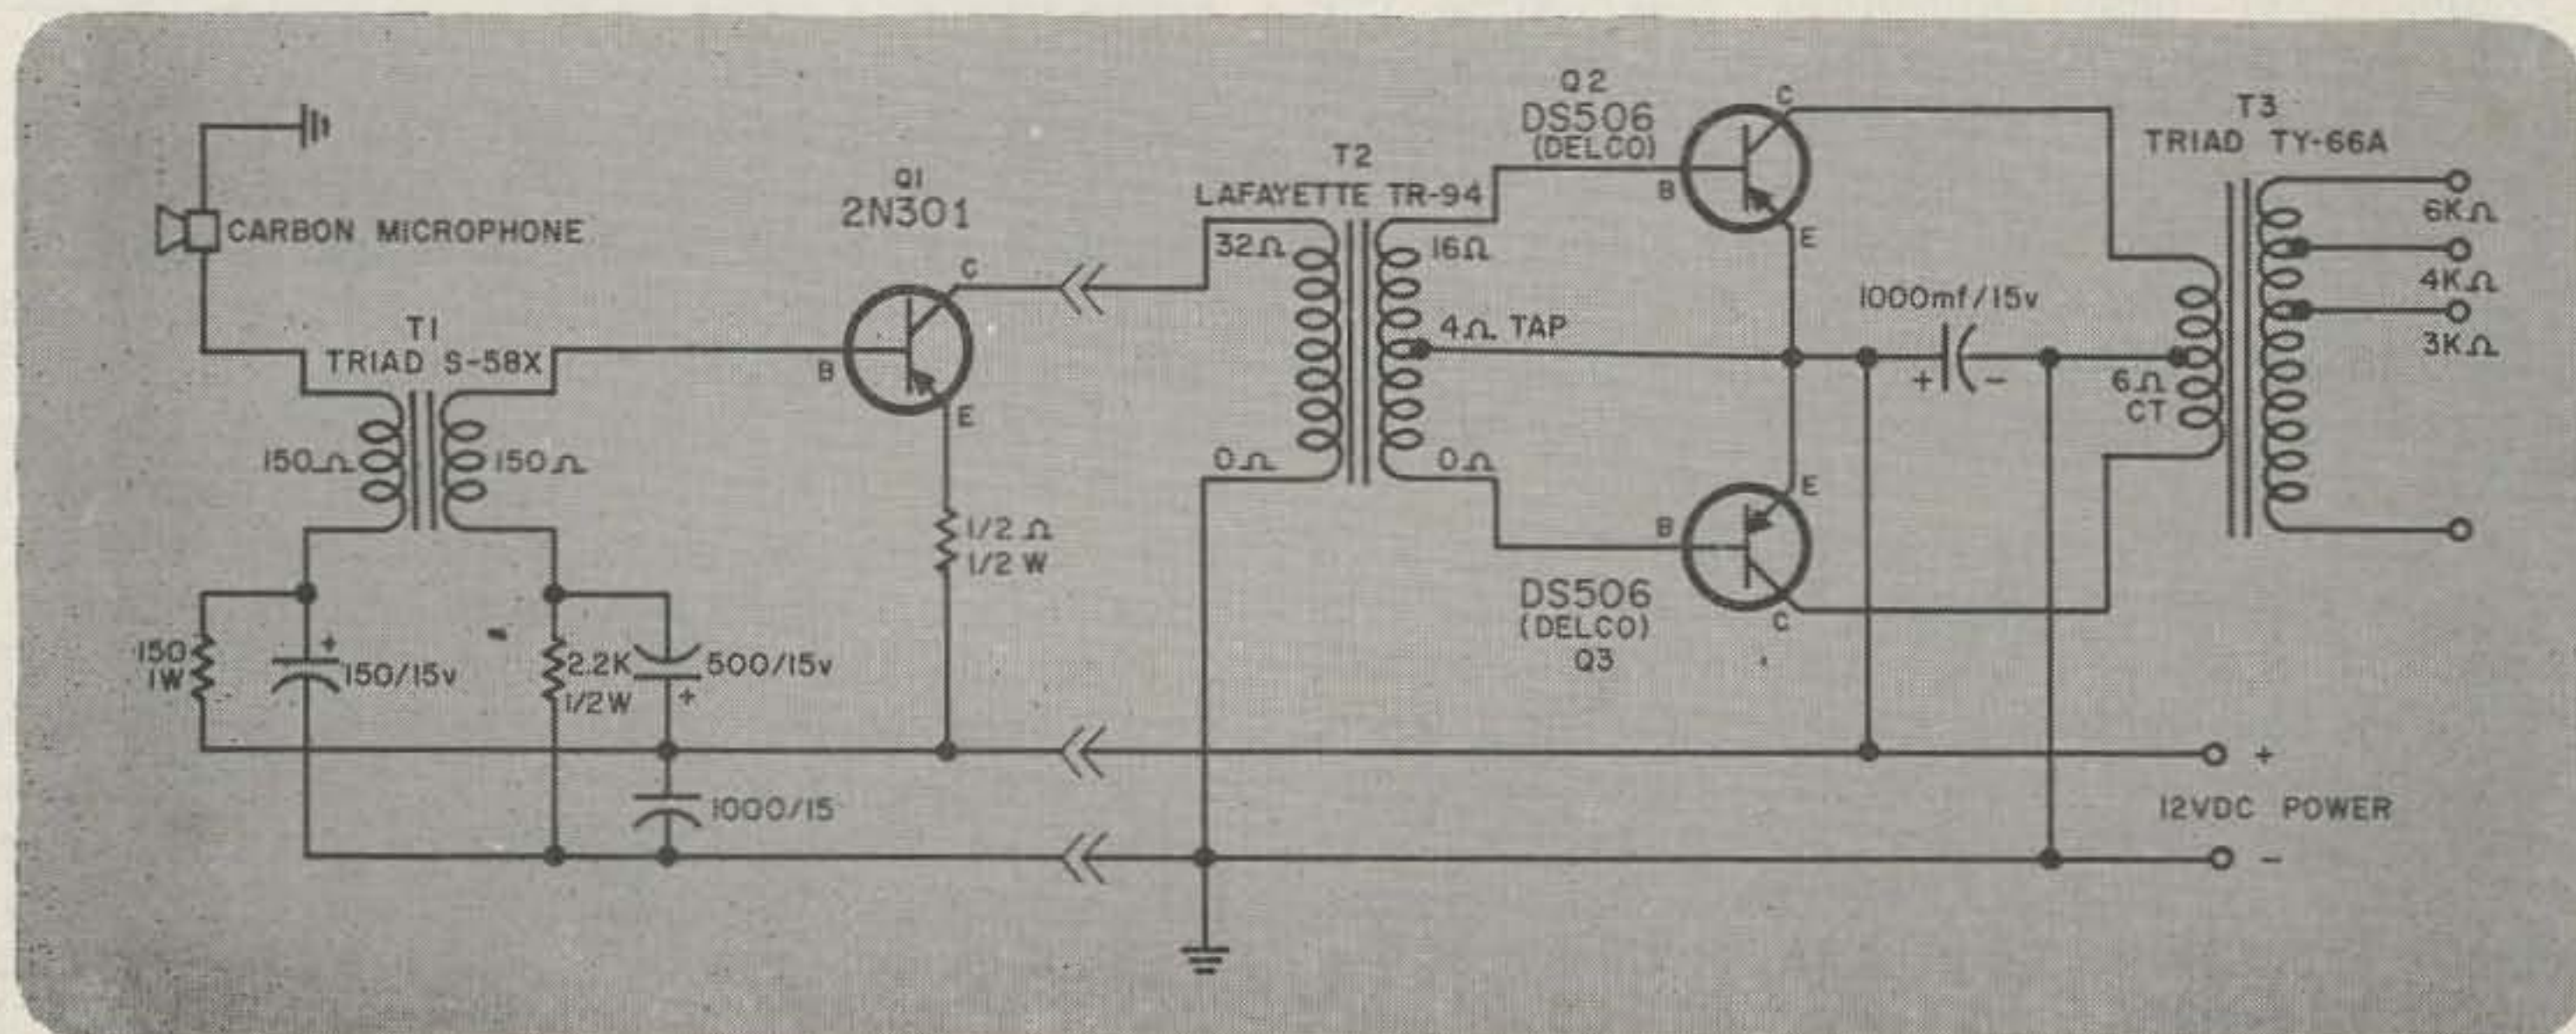 CARBON MICROPHONE
T1
TRIAD S-58X
150Ω
150Ω
150
1W
+
150/15v
2.2K
1/2W
500/15v
+
1000/15
Q1
2N301
B
C
E
1/2 Ω
1/2 W
T2
LAFAYETTE TR-94
32Ω
0Ω
16Ω
4Ω TAP
0Ω
Q2
DS506
(DELCO)
B
C
E
1000mf/15v
+ -
B
E
C
DS506
(DELCO)
Q3
T3
TRIAD TY-66A
6Ω
CT
6KΩ
4KΩ
3KΩ
+
12VDC POWER
-